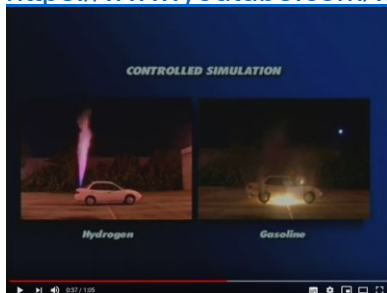 CONTROLLED SIMULATION
Hydrogen
Gasoline
0:37 / 1:05